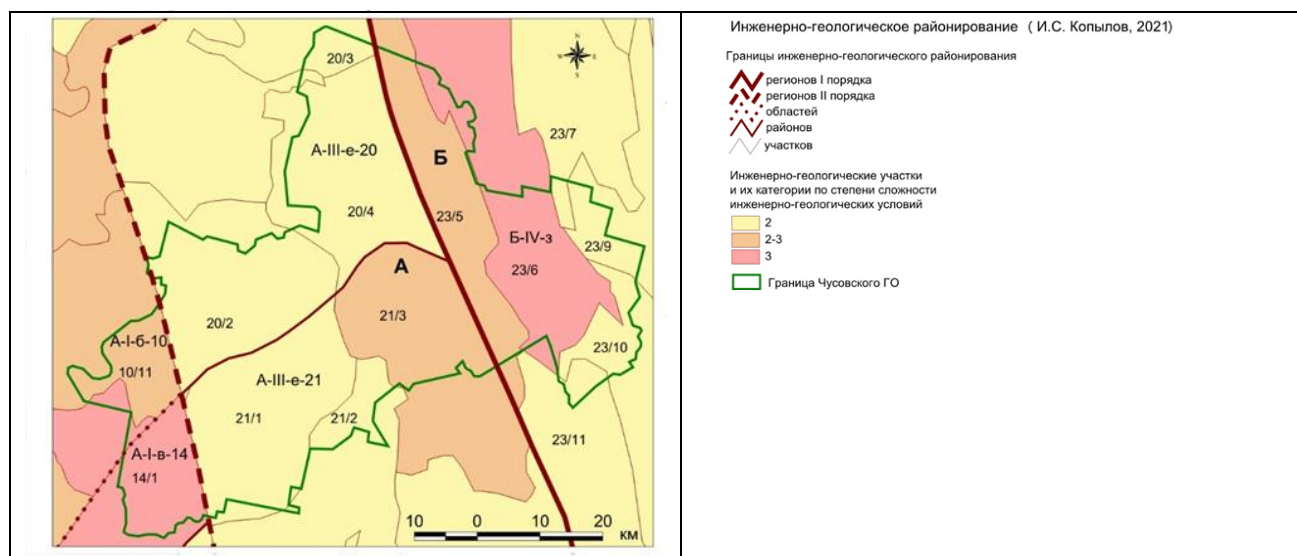 20/3
N
W E
S
23/7
А-III-е-20
Б
20/4
23/5
Б-IV-з
23/9
А
23/6
21/3
20/2
23/10
А-I-б-10
10/11
А-III-е-21
21/1
21/2
23/11
А-I-в-14
14/1
10 0 10 20
км
Инженерно-геологическое районирование ( И.С. Копылов, 2021)
Границы инженерно-геологического районирования
регионов I порядка
регионов II порядка
областей
районов
участков
Инженерно-геологические участки
и их категории по степени сложности
инженерно-геологических условий
2
2-3
3
Граница Чусовского ГО